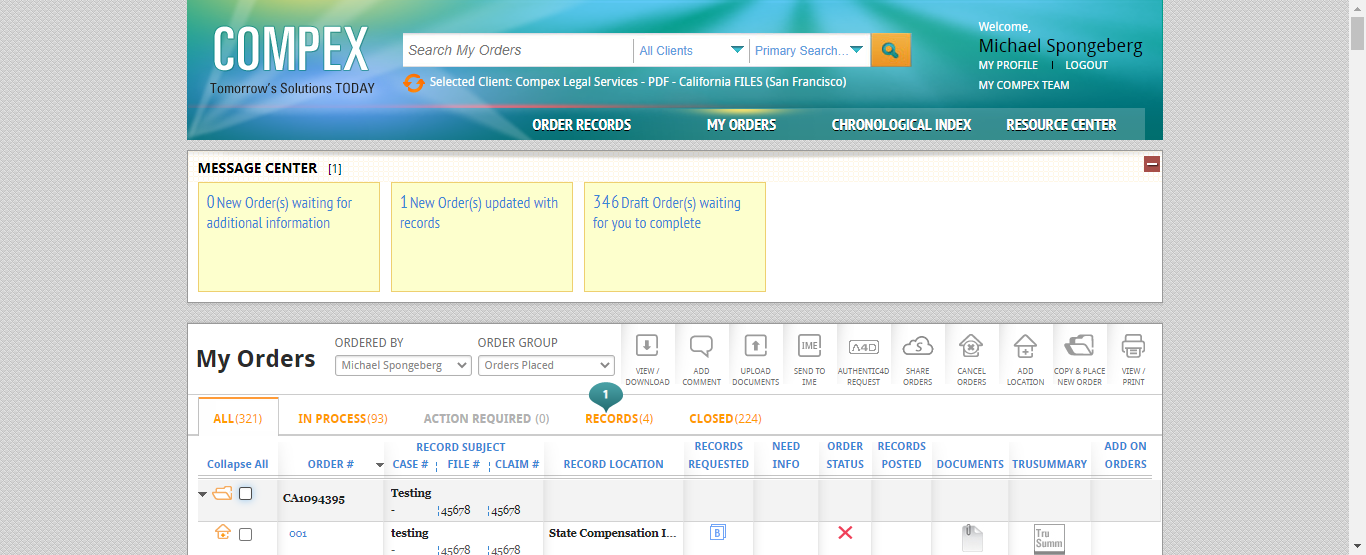 COMPEX
Tomorrow's Solutions TODAY
Search My Orders
All Clients
Primary Search...
Selected Client: Compex Legal Services - PDF - California FILES (San Francisco)
Welcome,
Michael Spongeberg
MY PROFILE | LOGOUT
MY COMPEX TEAM
ORDER RECORDS MY ORDERS CHRONOLOGICAL INDEX RESOURCE CENTER
MESSAGE CENTER [1]
0 New Order(s) waiting for
additional information
1 New Order(s) updated with
records
346 Draft Order(s) waiting
for you to complete
My Orders
ORDERED BY
Michael Spongeberg
ORDER GROUP
Orders Placed
VIEW /
DOWNLOAD
ADD
COMMENT
UPLOAD
DOCUMENTS
IME
SEND TO
IME
A4D
AUTHENTIC4D
REQUEST
S
SHARE
ORDERS
CANCEL
ORDERS
ADD
LOCATION
COPY & PLACE
NEW ORDER
VIEW /
PRINT
1
ALL(321) IN PROCESS(93) ACTION REQUIRED (0) RECORDS(4) CLOSED(224)
Collapse All
ORDER #
RECORD SUBJECT
CASE # ¦ FILE # ¦ CLAIM #
RECORD LOCATION
RECORDS
REQUESTED
NEED
INFO
ORDER
STATUS
RECORDS
POSTED
DOCUMENTS
TRUSUMMARY
ADD ON
ORDERS
CA1094395
Testing
- ¦45678 ¦45678
001
testing
- ¦45678 ¦45678
State Compensation I...
B
Tru
Summ